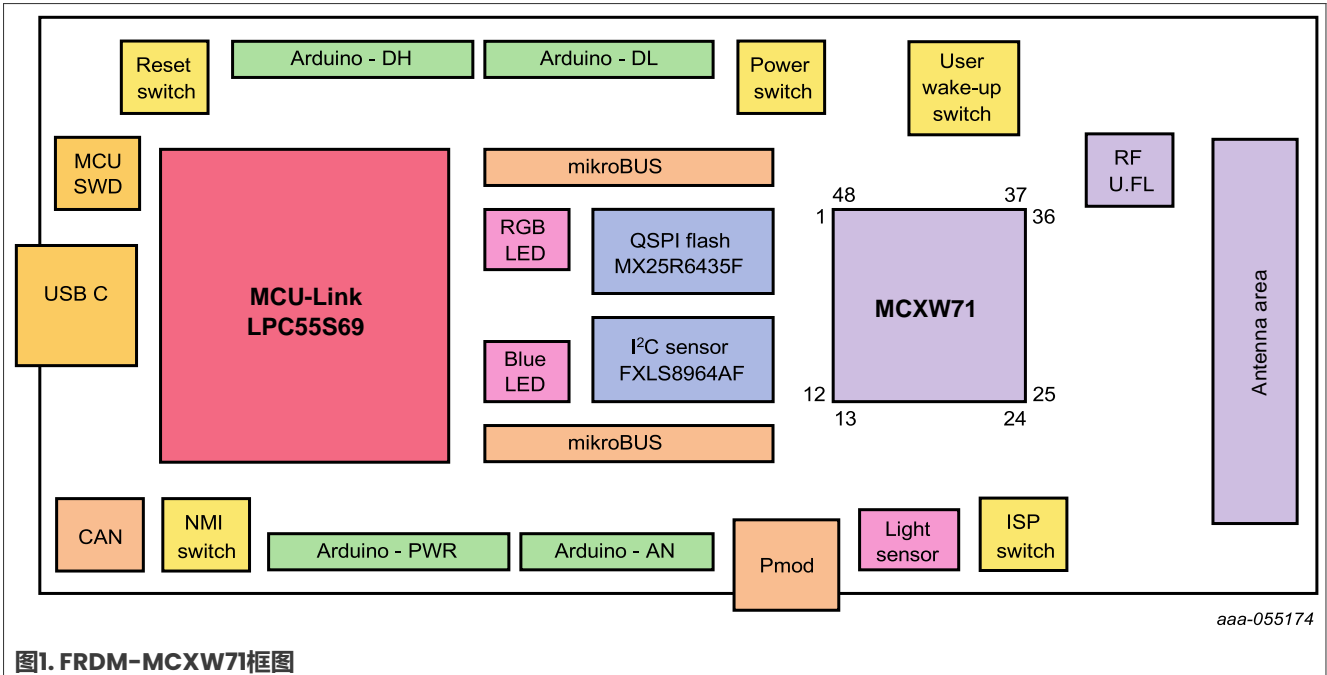 Reset
switch
Arduino - DH
Arduino - DL
Power
switch
User
wake-up
switch
MCU
SWD
mikroBUS
RF
U.FL
USB C
MCU-Link
LPC55S69
RGB
LED
QSPI flash
MX25R6435F
48
37
1
36
MCXW71
Blue
LED
I²C sensor
FXLS8964AF
12
25
13
24
Antenna area
mikroBUS
CAN
NMI
switch
Arduino - PWR
Arduino - AN
Pmod
Light
sensor
ISP
switch
aaa-055174
图1. FRDM-MCXW71框图